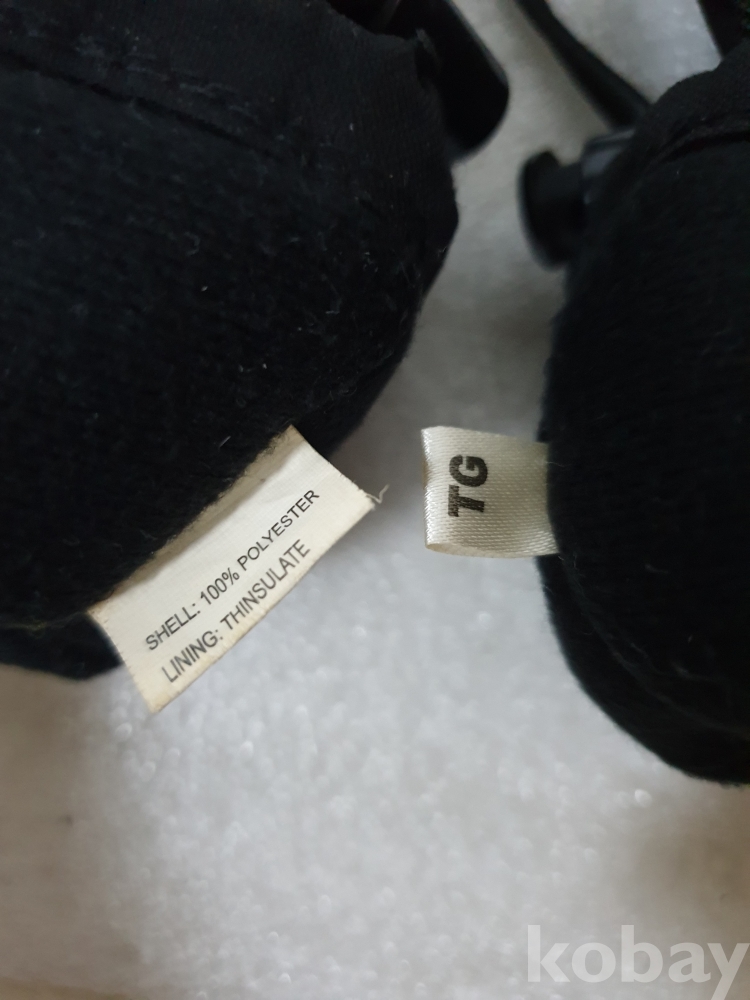 SHELL: 100% POLYESTER
LINING: THINSULATE
TG
kobay